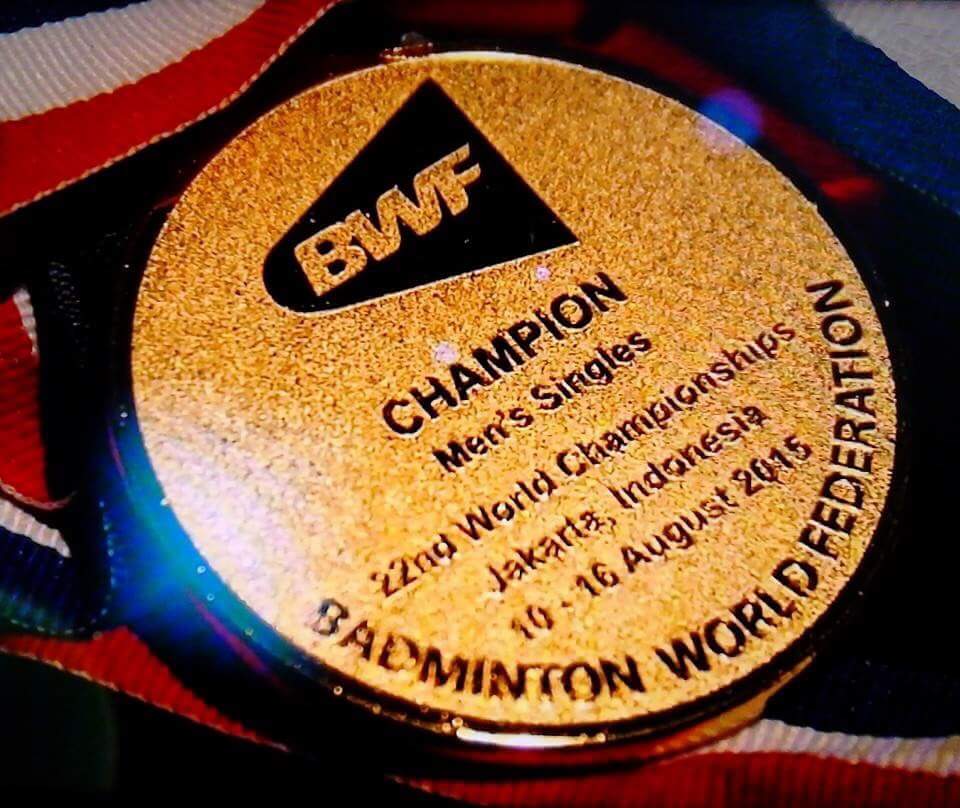 BWF
CHAMPION
Men's Singles
22nd World Championships
Jakarta, Indonesia
10 - 16 August 2015
BADMINTON WORLD FEDERATION